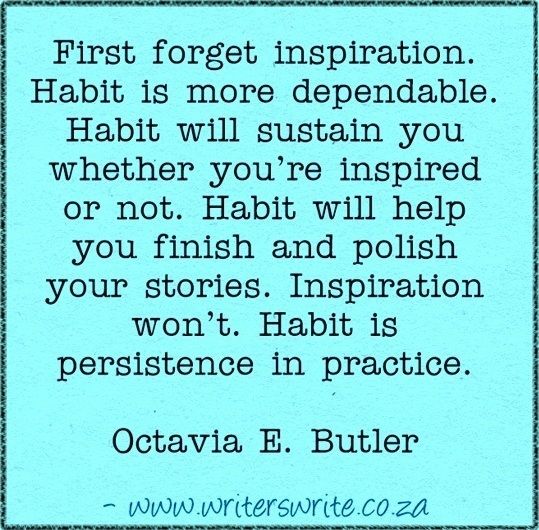 First forget inspiration.
Habit is more dependable.
Habit will sustain you
whether you're inspired
or not. Habit will help
you finish and polish
your stories. Inspiration
won't. Habit is
persistence in practice.
Octavia E. Butler
- www.writerswrite.co.za